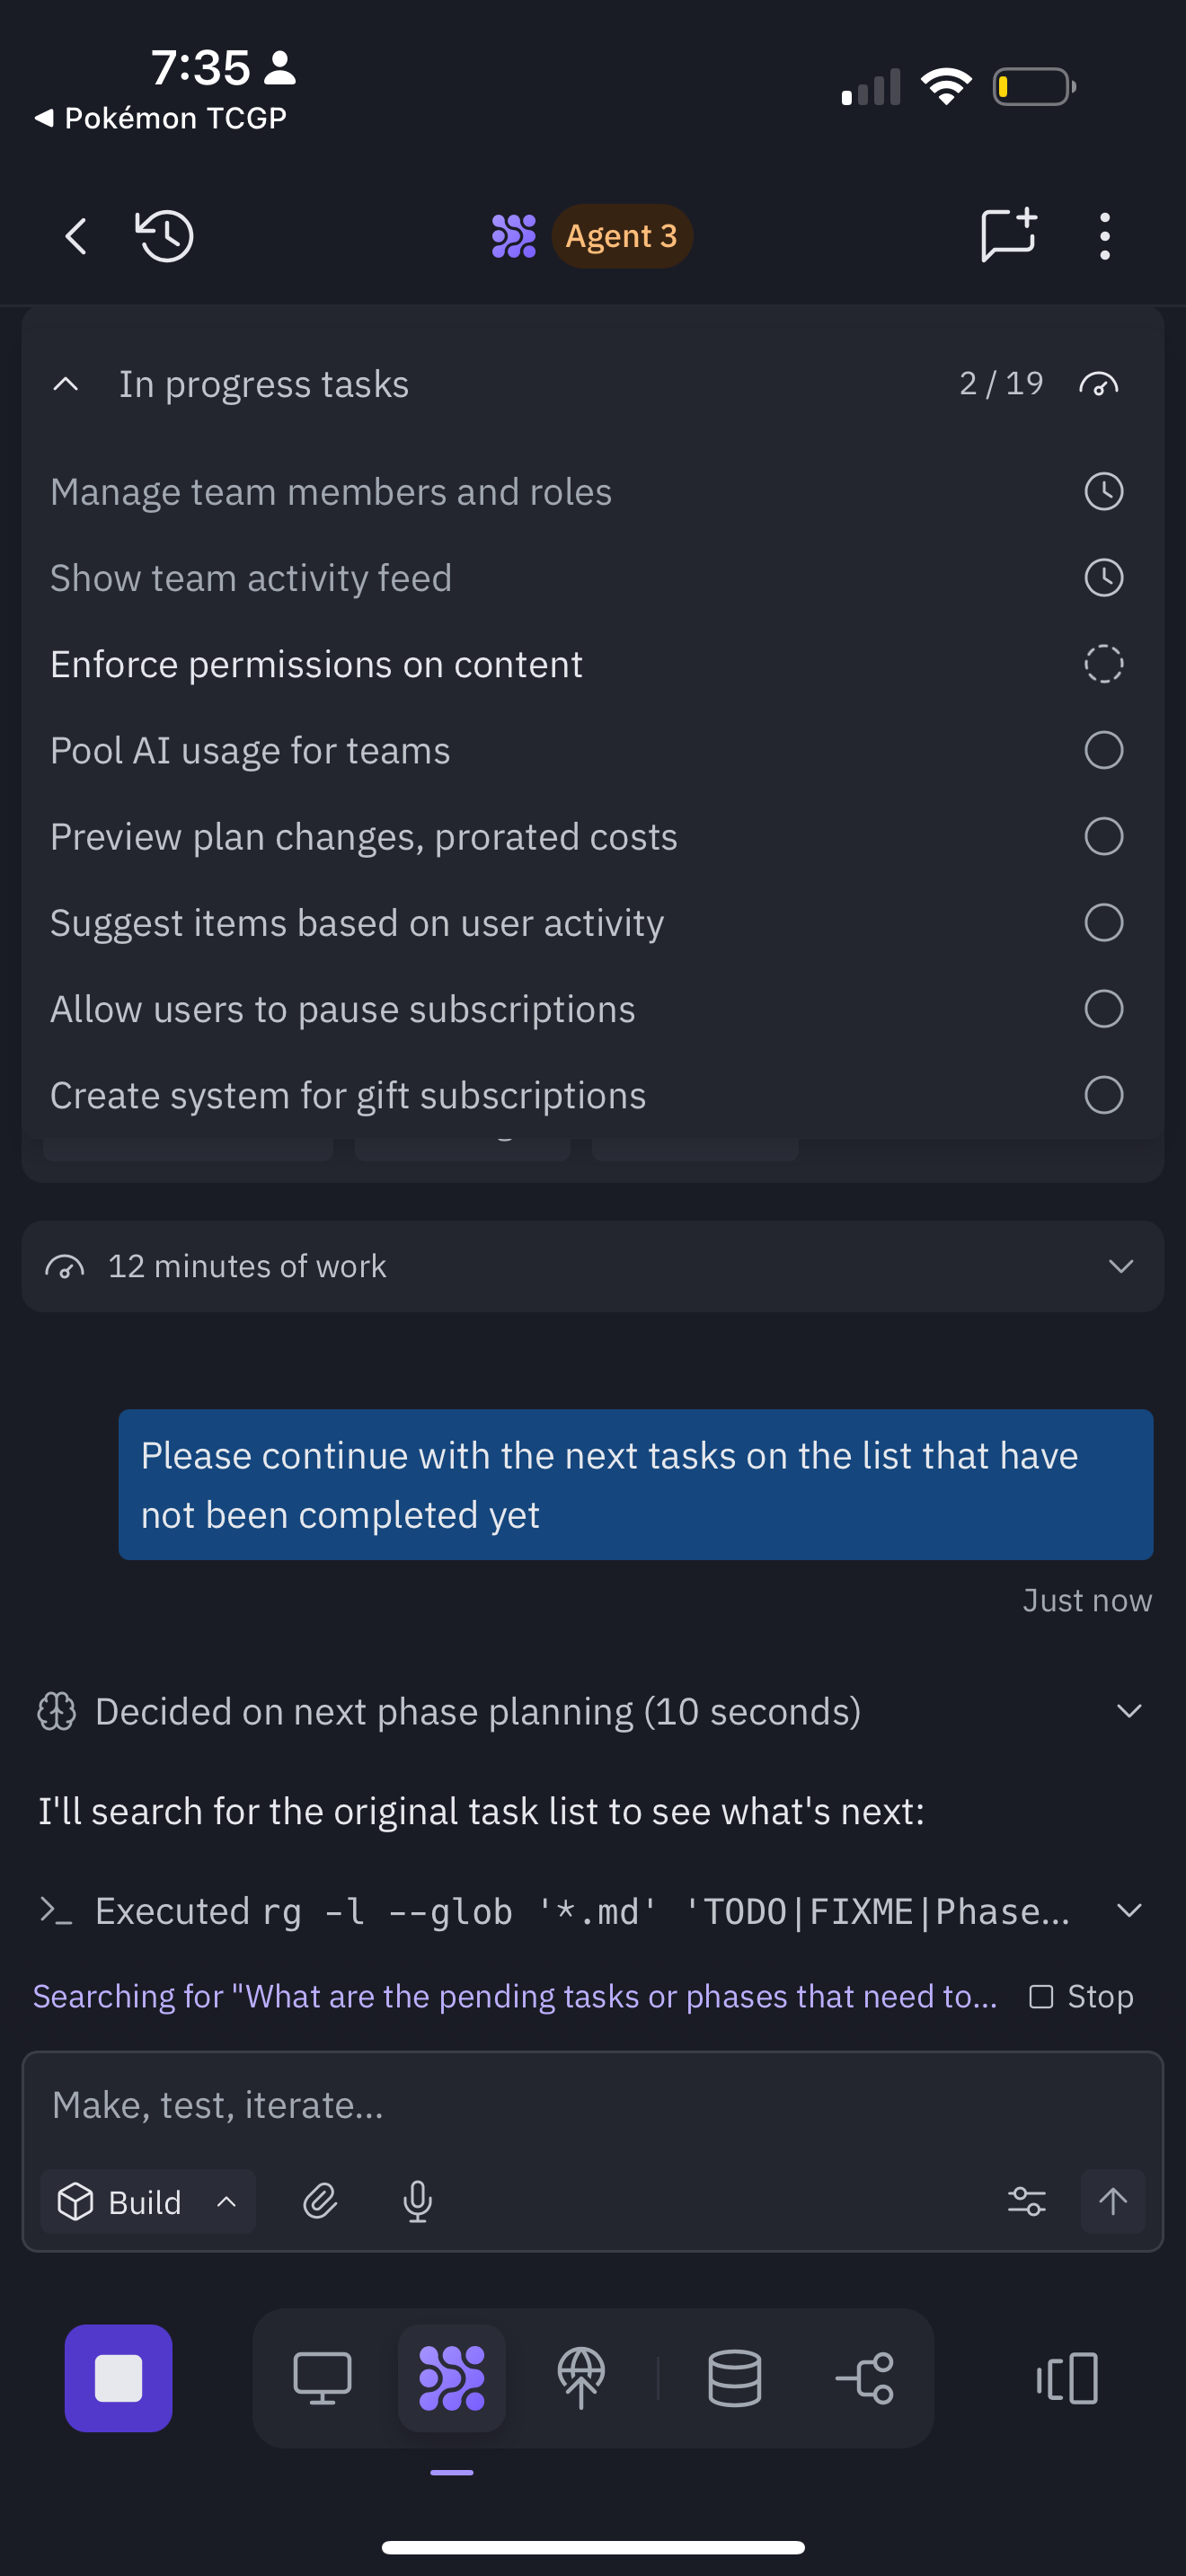 7:35
◀ Pokémon TCGP
Agent 3
In progress tasks 2 / 19
Manage team members and roles
Show team activity feed
Enforce permissions on content
Pool AI usage for teams
Preview plan changes, prorated costs
Suggest items based on user activity
Allow users to pause subscriptions
Create system for gift subscriptions
12 minutes of work
Please continue with the next tasks on the list that have
not been completed yet
Just now
Decided on next phase planning (10 seconds)
I'll search for the original task list to see what's next:
Executed rg -l --glob '*.md' 'TODO|FIXME|Phase...
Searching for "What are the pending tasks or phases that need to... Stop
Make, test, iterate...
Build